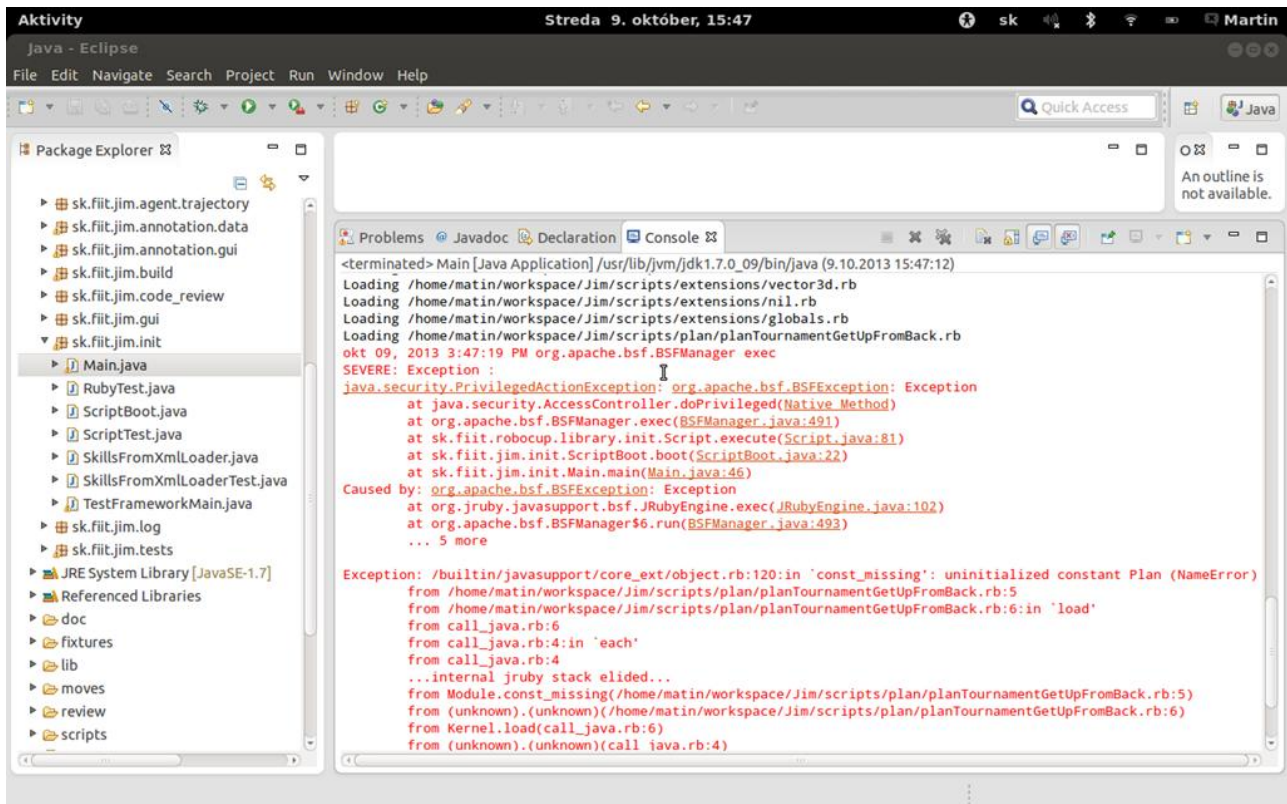 Aktivity
Streda 9. október, 15:47
sk
Martin
Java - Eclipse
File Edit Navigate Search Project Run Window Help
Quick Access
Java
Package Explorer
sk.fiit.jim.agent.trajectory
sk.fiit.jim.annotation.data
sk.fiit.jim.annotation.gui
sk.fiit.jim.build
sk.fiit.jim.code_review
sk.fiit.jim.gui
sk.fiit.jim.init
Main.java
RubyTest.java
ScriptBoot.java
ScriptTest.java
SkillsFromXmlLoader.java
SkillsFromXmlLoaderTest.java
TestFrameworkMain.java
sk.fiit.jim.log
sk.fiit.jim.tests
JRE System Library [JavaSE-1.7]
Referenced Libraries
doc
fixtures
lib
moves
review
scripts
O
An outline is
not available.
Problems @ Javadoc Declaration Console
<terminated> Main [Java Application] /usr/lib/jvm/jdk1.7.0_09/bin/java (9.10.2013 15:47:12)
Loading /home/matin/workspace/Jim/scripts/extensions/vector3d.rb
Loading /home/matin/workspace/Jim/scripts/extensions/nil.rb
Loading /home/matin/workspace/Jim/scripts/extensions/globals.rb
Loading /home/matin/workspace/Jim/scripts/plan/planTournamentGetUpFromBack.rb
okt 09, 2013 3:47:19 PM org.apache.bsf.BSFManager exec
SEVERE: Exception :
java.security.PrivilegedActionException: org.apache.bsf.BSFException: Exception
at java.security.AccessController.doPrivileged(Native Method)
at org.apache.bsf.BSFManager.exec(BSFManager.java:491)
at sk.fiit.robocup.library.init.Script.execute(Script.java:81)
at sk.fiit.jim.init.ScriptBoot.boot(ScriptBoot.java:22)
at sk.fiit.jim.init.Main.main(Main.java:46)
Caused by: org.apache.bsf.BSFException: Exception
at org.jruby.javasupport.bsf.JRubyEngine.exec(JRubyEngine.java:102)
at org.apache.bsf.BSFManager$6.run(BSFManager.java:493)
... 5 more
Exception: /builtin/javasupport/core_ext/object.rb:120:in `const_missing': uninitialized constant Plan (NameError)
from /home/matin/workspace/Jim/scripts/plan/planTournamentGetUpFromBack.rb:5
from /home/matin/workspace/Jim/scripts/plan/planTournamentGetUpFromBack.rb:6:in `load'
from call_java.rb:6
from call_java.rb:4:in `each'
from call_java.rb:4
...internal jruby stack elided...
from Module.const_missing(/home/matin/workspace/Jim/scripts/plan/planTournamentGetUpFromBack.rb:5)
from (unknown).(unknown)(/home/matin/workspace/Jim/scripts/plan/planTournamentGetUpFromBack.rb:6)
from Kernel.load(call_java.rb:6)
from (unknown).(unknown)(call_java.rb:4)